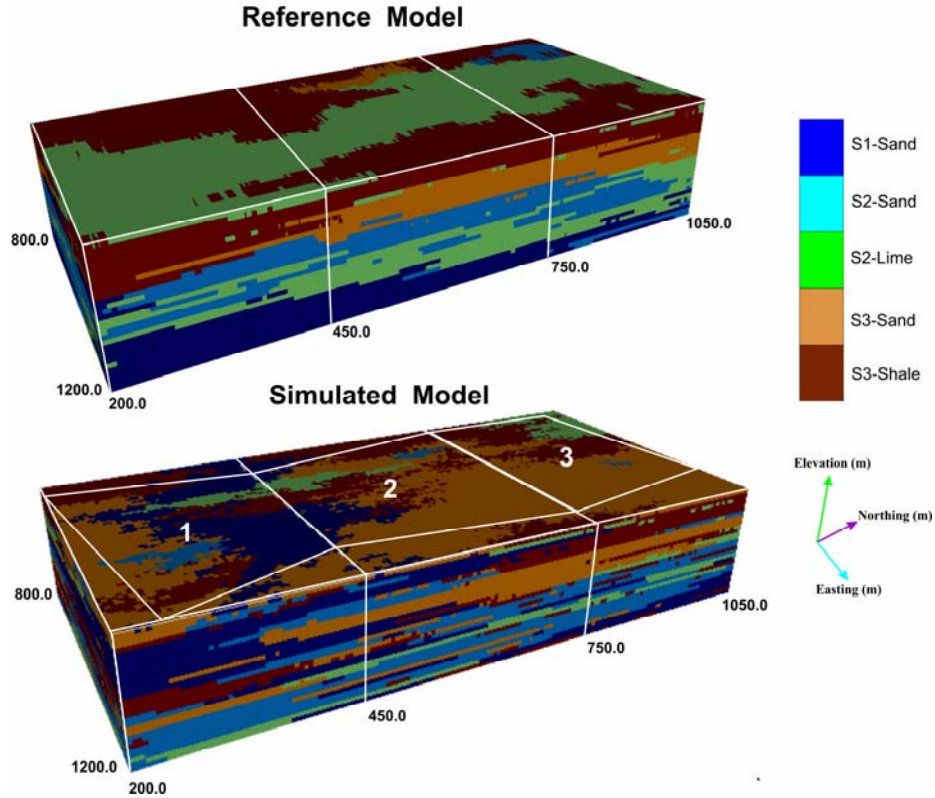 Reference Model
800.0
1200.0
200.0
450.0
750.0
1050.0
S1-Sand
S2-Sand
S2-Lime
S3-Sand
S3-Shale
Simulated Model
1
2
3
800.0
1200.0
200.0
450.0
750.0
1050.0
Elevation (m)
Northing (m)
Easting (m)